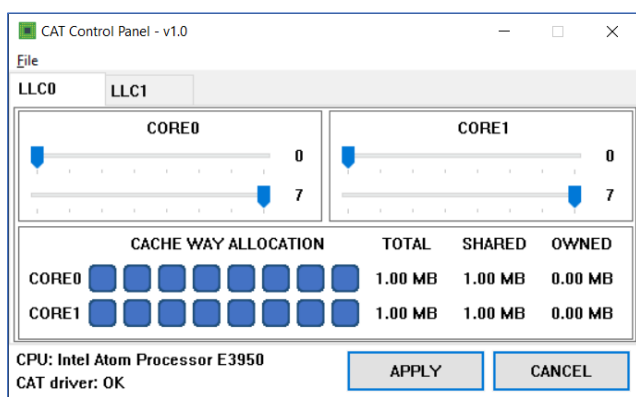 CAT Control Panel - v1.0
File
LLC0 LLC1
CORE0 CORE1
0 0
7 7
CACHE WAY ALLOCATION TOTAL SHARED OWNED
CORE0 1.00 MB 1.00 MB 0.00 MB
CORE1 1.00 MB 1.00 MB 0.00 MB
CPU: Intel Atom Processor E3950
CAT driver: OK
APPLY CANCEL